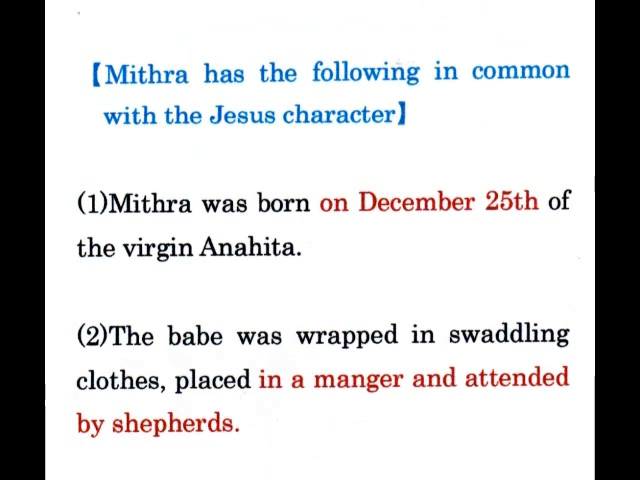 【Mithra has the following in common
with the Jesus character】
(1)Mithra was born on December 25th of
the virgin Anahita.
(2)The babe was wrapped in swaddling
clothes, placed in a manger and attended
by shepherds.